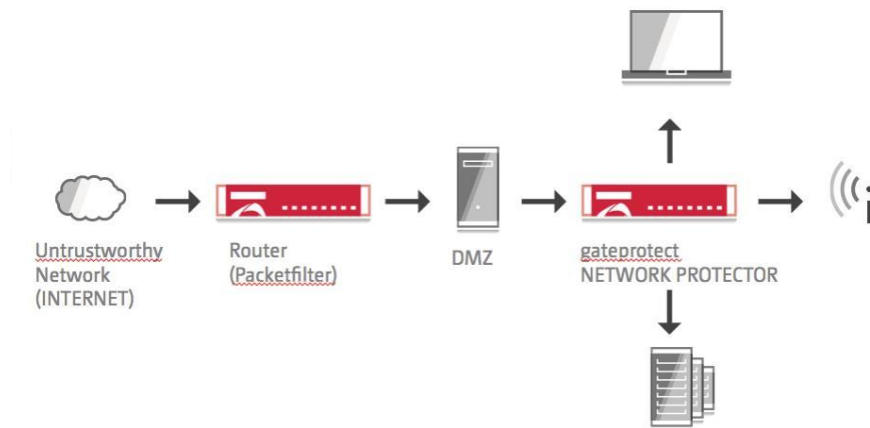 Untrustworthy
Network
(INTERNET)
Router
(Packetfilter)
DMZ
gateprotect
NETWORK PROTECTOR